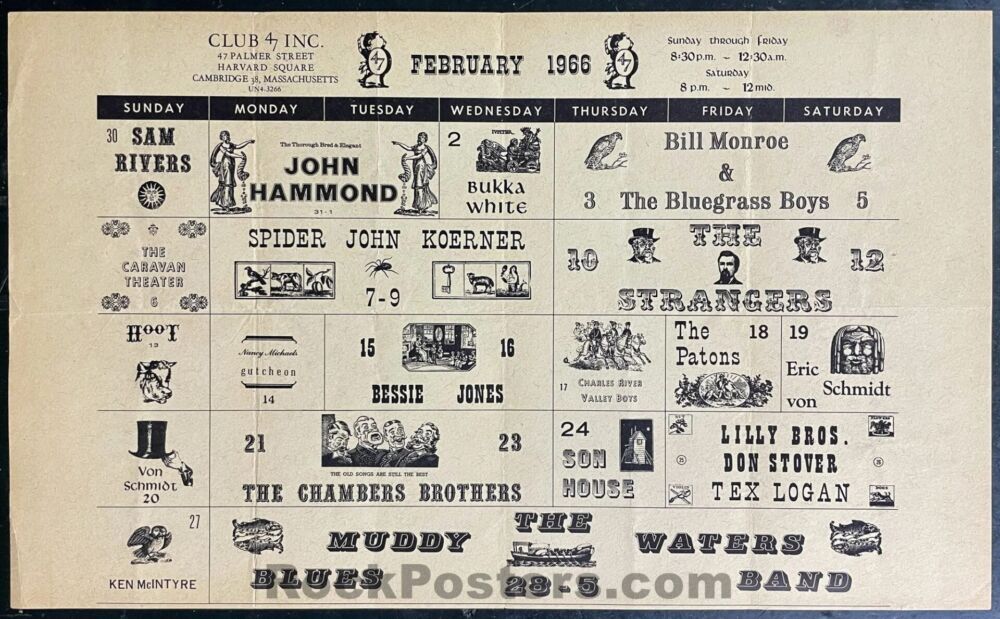 CLUB 47 INC.
47 PALMER STREET
HARVARD SQUARE
CAMBRIDGE 38, MASSACHUSETTS
UN4-3266
47
FEBRUARY 1966
47
Sunday through Friday
8:30 p.m. ~ 12:30 a.m.
Saturday
8 p.m. ~ 12 mid.
SUNDAY MONDAY TUESDAY WEDNESDAY THURSDAY FRIDAY SATURDAY
30 SAM
RIVERS
The Thorough Bred & Elegant
JOHN
HAMMOND
31-1
2
JUPITER
BUKKA
WHITE
Bill Monroe
&
3 The Bluegrass Boys 5
THE
CARAVAN
THEATER
6
SPIDER JOHN KOERNER
7-9
10 THE 12
STRANGERS
HOOT
13
Nancy Michaels
gutcheon
14
15 16
BESSIE JONES
17 CHARLES RIVER
VALLEY BOYS
The 18
Patons
19
Eric
Schmidt
von
Von
Schmidt
20
21 23
THE OLD SONGS ARE STILL THE BEST
THE CHAMBERS BROTHERS
24
SON
HOUSE
LILLY BROS.
25 DON STOVER 26
TEX LOGAN
27
KEN McINTYRE
MUDDY THE WATERS
BLUES 28-5 BAND
RockPosters.com